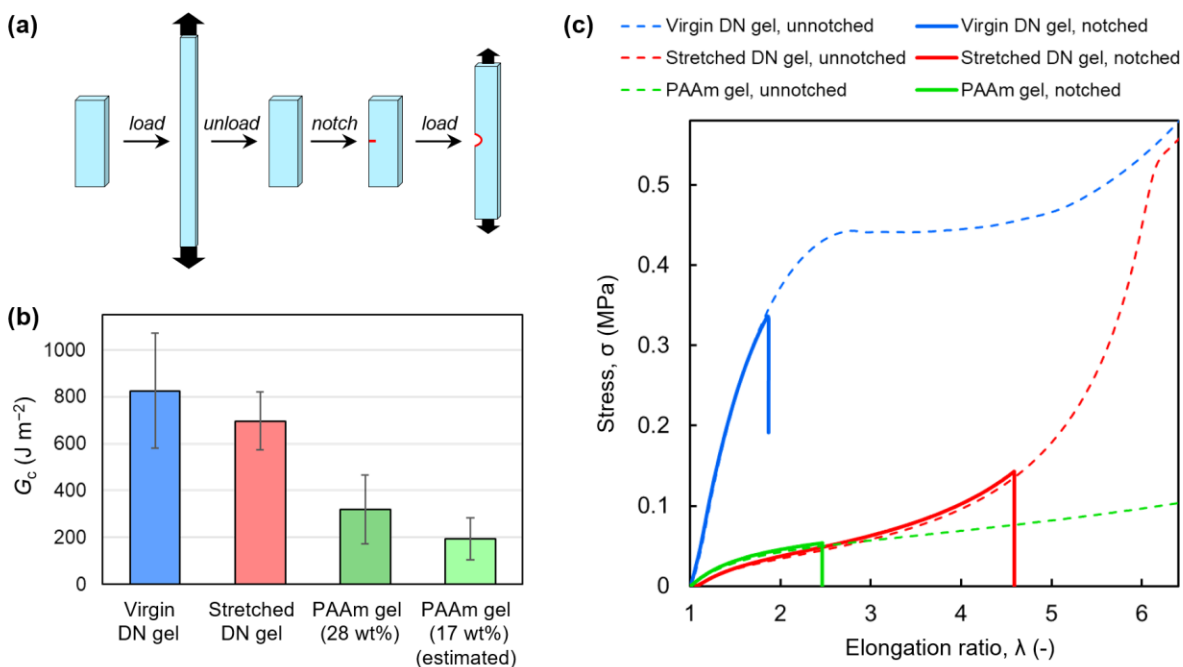 (a)
load
unload
notch
load
(b)
G_c (J m⁻²)
1000
800
600
400
200
0
Virgin
DN gel
Stretched
DN gel
PAAm gel
(28 wt%)
PAAm gel
(17 wt%)
(estimated)
(c)
Virgin DN gel, unnotched
Virgin DN gel, notched
Stretched DN gel, unnotched
Stretched DN gel, notched
PAAm gel, unnotched
PAAm gel, notched
Stress, σ (MPa)
0.5
0.4
0.3
0.2
0.1
0
1
2
3
4
5
6
Elongation ratio, λ (-)